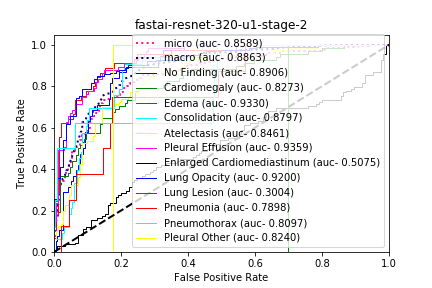 fastai-resnet-320-u1-stage-2
micro (auc- 0.8589)
macro (auc- 0.8863)
No Finding (auc- 0.8906)
Cardiomegaly (auc- 0.8273)
Edema (auc- 0.9330)
Consolidation (auc- 0.8797)
Atelectasis (auc- 0.8461)
Pleural Effusion (auc- 0.9359)
Enlarged Cardiomediastinum (auc- 0.5075)
Lung Opacity (auc- 0.9200)
Lung Lesion (auc- 0.3004)
Pneumonia (auc- 0.7898)
Pneumothorax (auc- 0.8097)
Pleural Other (auc- 0.8240)
True Positive Rate
1.0
0.8
0.6
0.4
0.2
0.0
0.0 0.2 0.4 0.6 0.8 1.0
False Positive Rate